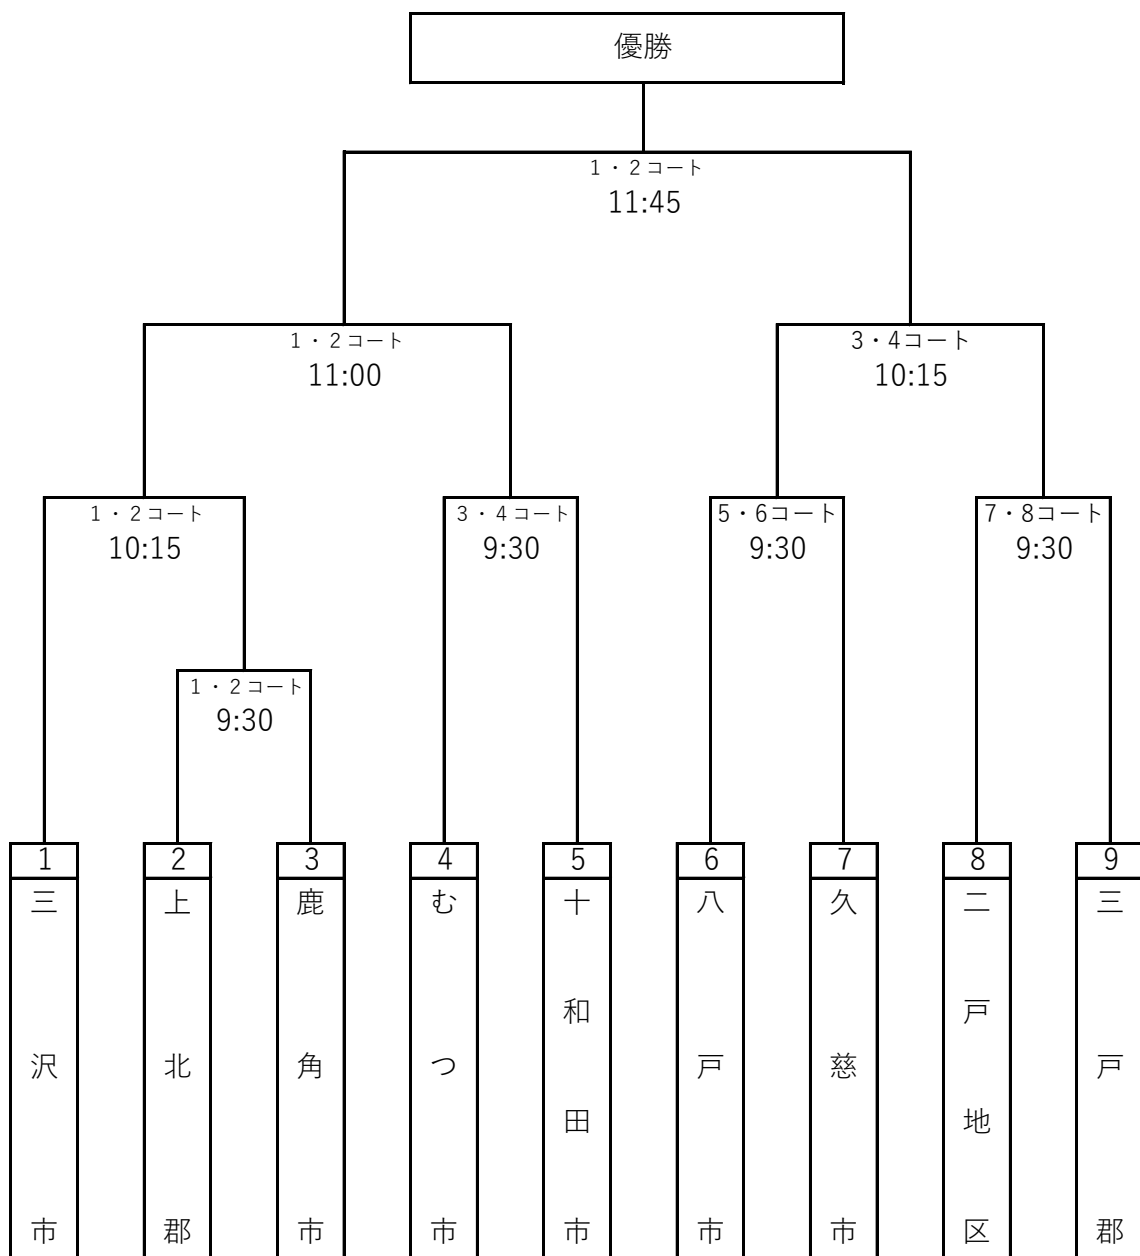 優勝
１・２コート
11:45
１・２コート
11:00
3・4コート
10:15
１・２コート
10:15
３・４コート
9:30
5・6コート
9:30
7・8コート
9:30
１・２コート
9:30
1
三沢市
2
上北郡
3
鹿角市
4
むつ市
5
十和田市
6
八戸市
7
久慈市
8
二戸地区
9
三戸郡